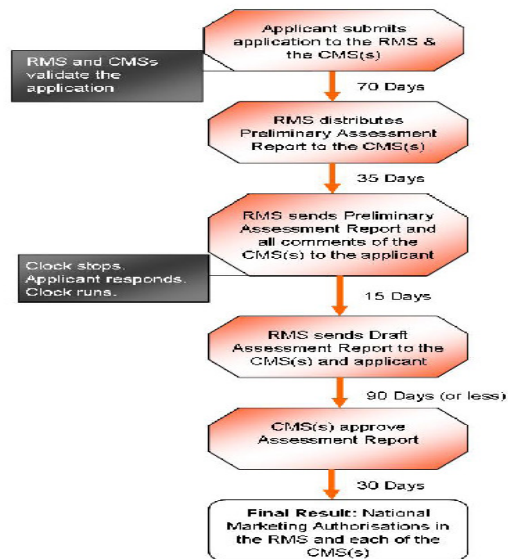 Applicant submits
application to the RMS &
the CMS(s)
RMS and CMSs
validate the
application
70 Days
RMS distributes
Preliminary Assessment
Report to the CMS(s)
35 Days
RMS sends Preliminary
Assessment Report and
all comments of the
CMS(s) to the applicant
Clock stops.
Applicant responds.
Clock runs.
15 Days
RMS sends Draft
Assessment Report to the
CMS(s) and applicant
90 Days (or less)
CMS(s) approve
Assessment Report
30 Days
Final Result: National
Marketing Authorisations in
the RMS and each of the
CMS(s)